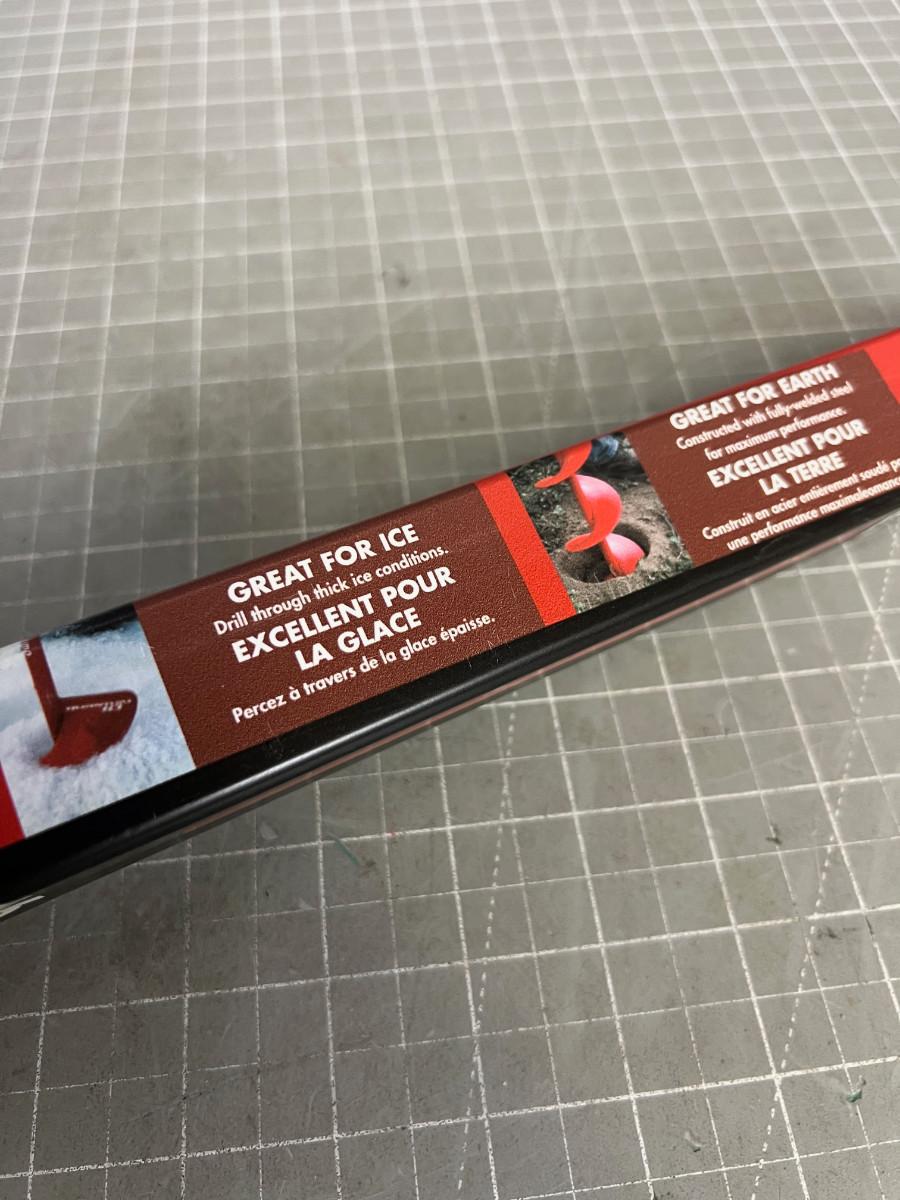 GREAT FOR ICE
Drill through thick ice conditions.
EXCELLENT POUR
LA GLACE
Percez à travers de la glace épaisse.
GREAT FOR EARTH
Constructed with fully-welded steel
for maximum performance.
EXCELLENT POUR
LA TERRE
Construit en acier entièrement soudé
une performance